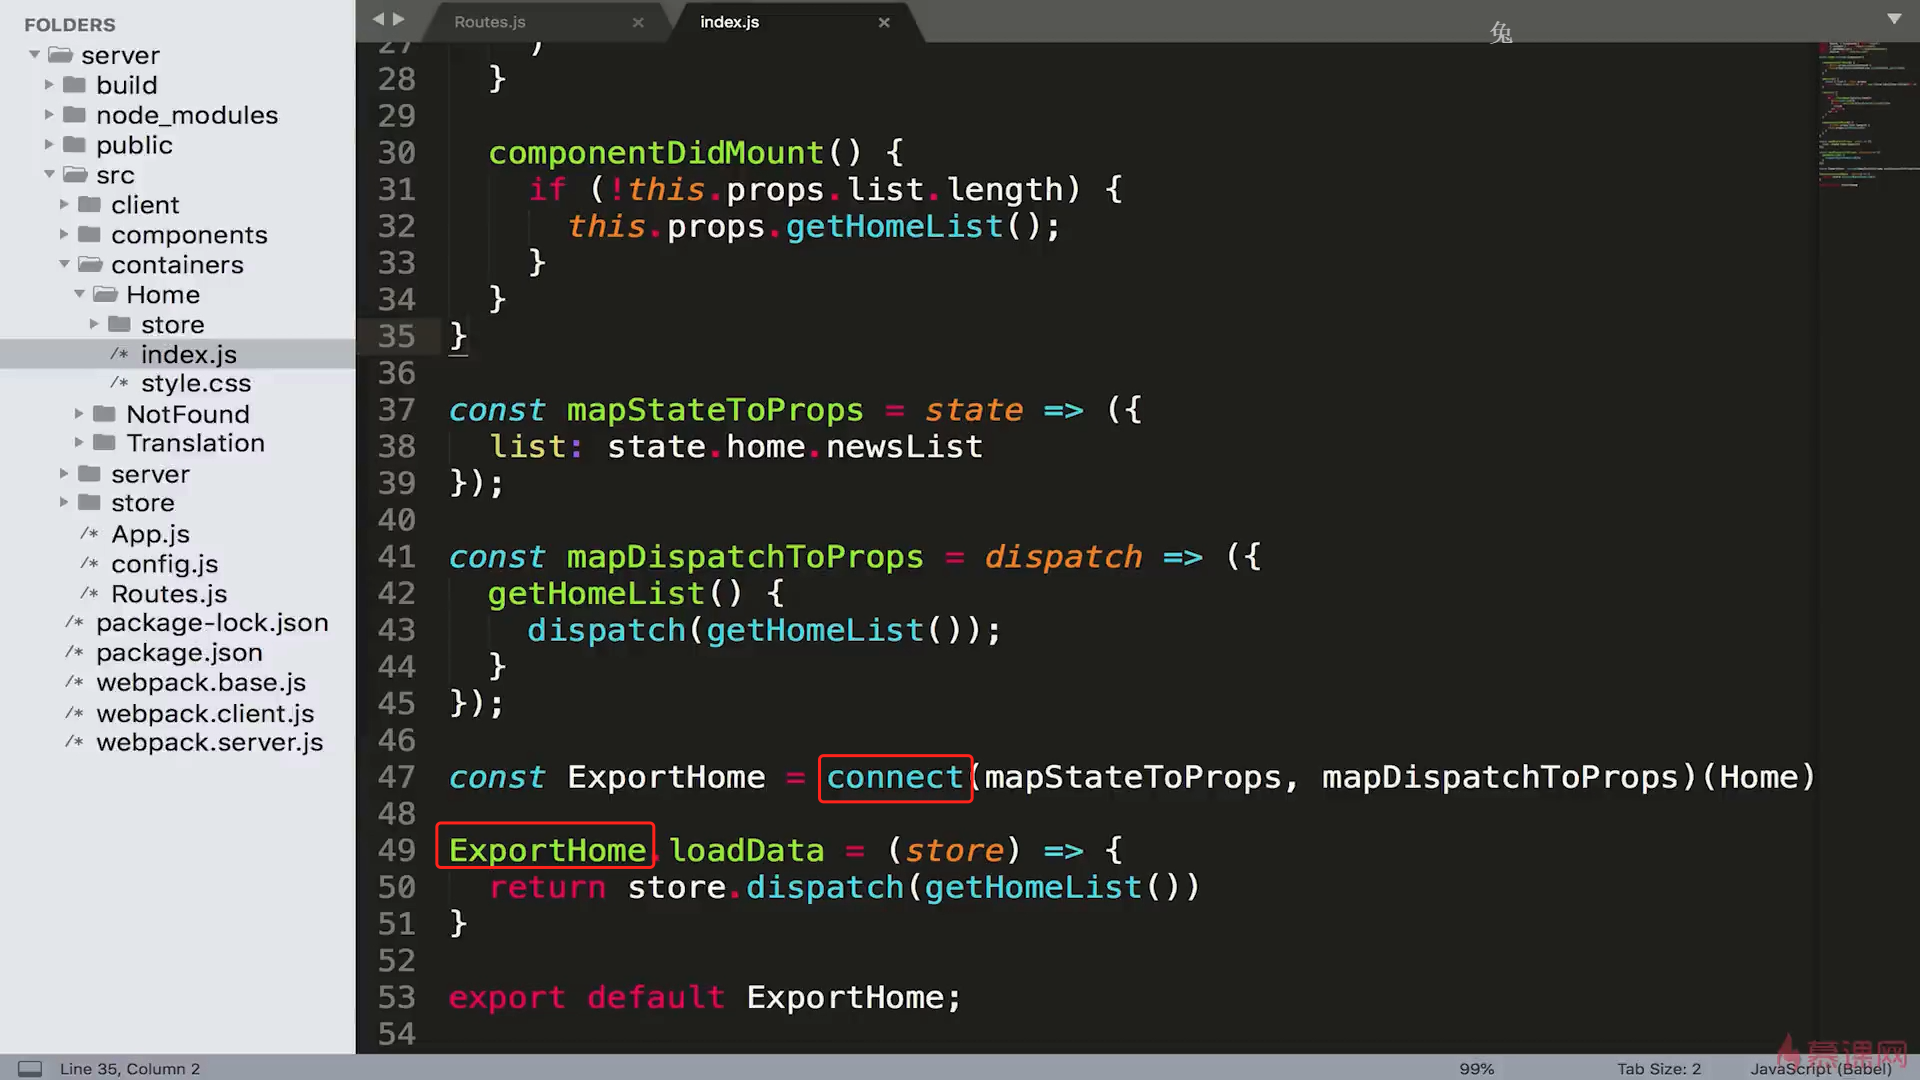 FOLDERS
server
build
node_modules
public
src
client
components
containers
Home
store
/* index.js
/* style.css
NotFound
Translation
server
store
/* App.js
/* config.js
/* Routes.js
/* package-lock.json
/* package.json
/* webpack.base.js
/* webpack.client.js
/* webpack.server.js
Routes.js ×
index.js ×
兔
27 )
28 }
29
30 componentDidMount() {
31 if (!this.props.list.length) {
32 this.props.getHomeList();
33 }
34 }
35 }
36
37 const mapStateToProps = state => ({
38 list: state.home.newsList
39 });
40
41 const mapDispatchToProps = dispatch => ({
42 getHomeList() {
43 dispatch(getHomeList());
44 }
45 });
46
47 const ExportHome = connect(mapStateToProps, mapDispatchToProps)(Home)
48
49 ExportHome.loadData = (store) => {
50 return store.dispatch(getHomeList())
51 }
52
53 export default ExportHome;
54
慕课网
Line 35, Column 2
99%
Tab Size: 2
JavaScript (Babel)